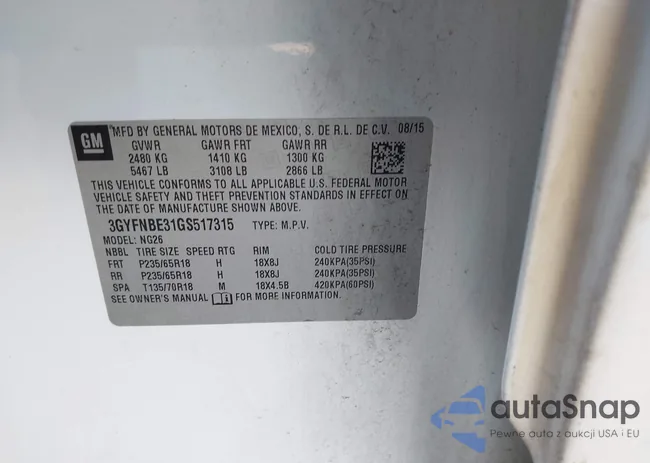 GM
MFD BY GENERAL MOTORS DE MEXICO, S. DE R.L. DE C.V. 08/15
GVWR GAWR FRT GAWR RR
2480 KG 1410 KG 1300 KG
5467 LB 3108 LB 2866 LB
THIS VEHICLE CONFORMS TO ALL APPLICABLE U.S. FEDERAL MOTOR
VEHICLE SAFETY AND THEFT PREVENTION STANDARDS IN EFFECT ON
THE DATE OF MANUFACTURE SHOWN ABOVE.
3GYFNBE31GS517315 TYPE: M.P.V.
MODEL: NG26
NBBL TIRE SIZE SPEED RTG RIM COLD TIRE PRESSURE
FRT P235/65R18 H 18X8J 240KPA(35PSI)
RR P235/65R18 H 18X8J 240KPA(35PSI)
SPA T135/70R18 M 18X4.5B 420KPA(60PSI)
SEE OWNER'S MANUAL FOR MORE INFORMATION.
autaSnap
Pewne auta z aukcji USA i EU